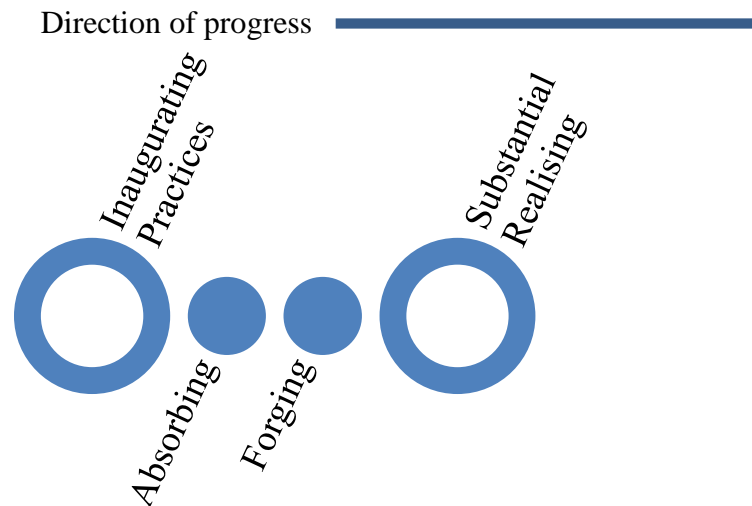 Direction of progress
Inaugurating
Practices
Absorbing
Forging
Substantial
Realising